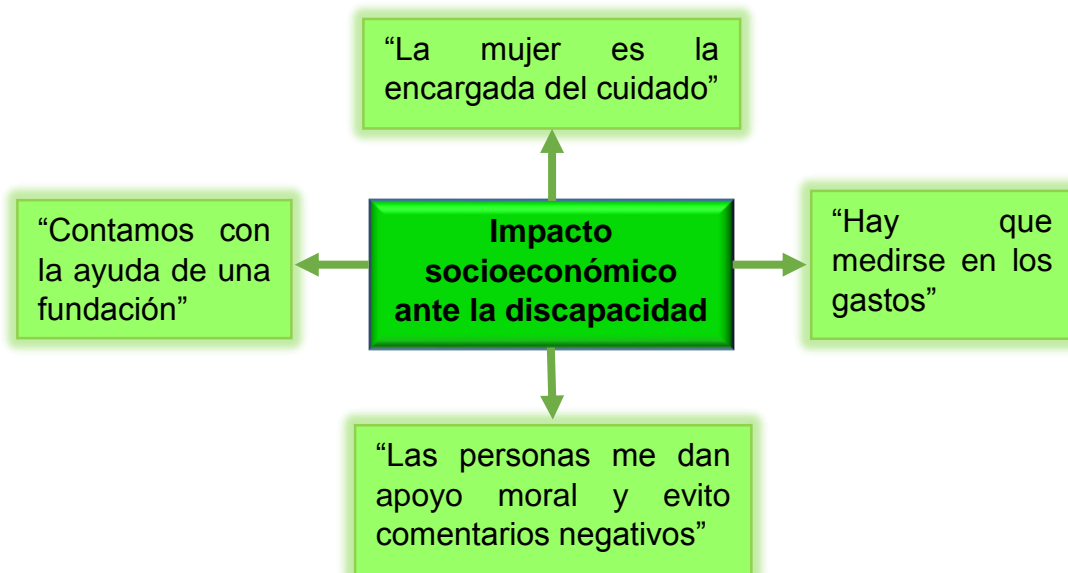 “La mujer es la
encargada del cuidado”
“Contamos con
la ayuda de una
fundación”
Impacto
socioeconómico
ante la discapacidad
“Hay que
medirse en los
gastos”
“Las personas me dan
apoyo moral y evito
comentarios negativos”